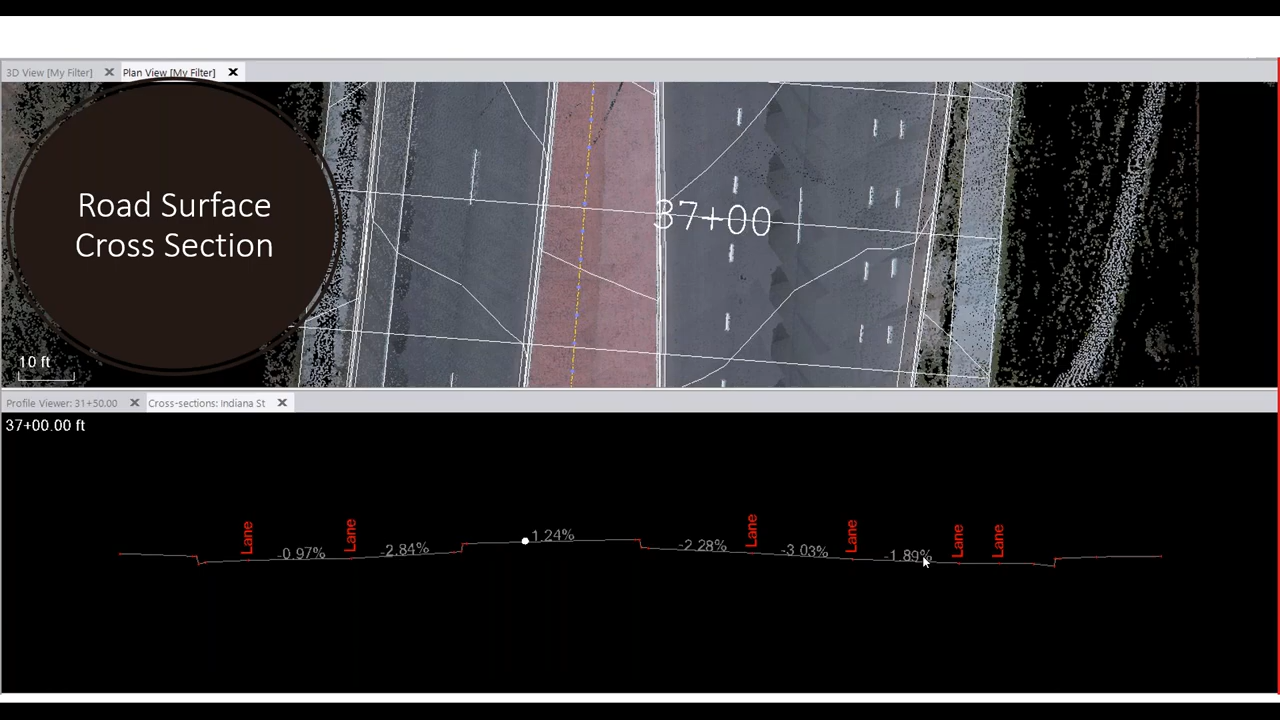 3D View [My Filter]
Plan View [My Filter]
37+00
Road Surface
Cross Section
10 ft
Profile Viewer: 31+50.00
Cross-sections: Indiana St
37+00.00 ft
Lane
-0.97%
Lane
-2.84%
1.24%
-2.28%
Lane
-3.03%
Lane
-1.89%
Lane
Lane